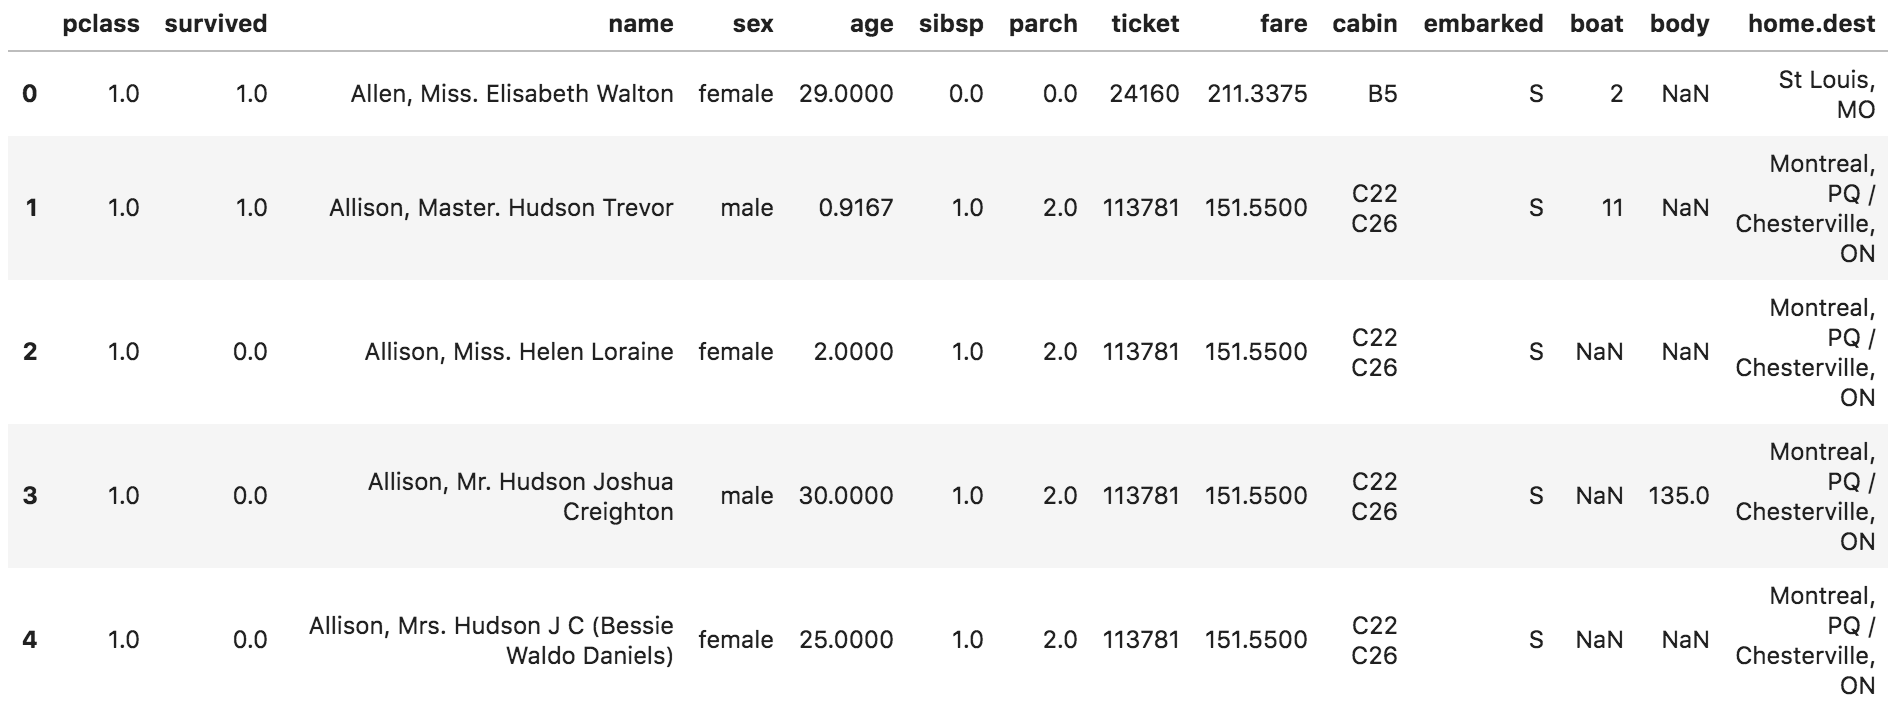 pclass survived name sex age sibsp parch ticket fare cabin embarked boat body home.dest
0 1.0 1.0 Allen, Miss. Elisabeth Walton female 29.0000 0.0 0.0 24160 211.3375 B5 S 2 NaN St Louis,
MO
1 1.0 1.0 Allison, Master. Hudson Trevor male 0.9167 1.0 2.0 113781 151.5500 C22
C26 S 11 NaN Montreal,
PQ /
Chesterville,
ON
2 1.0 0.0 Allison, Miss. Helen Loraine female 2.0000 1.0 2.0 113781 151.5500 C22
C26 S NaN NaN Montreal,
PQ /
Chesterville,
ON
3 1.0 0.0 Allison, Mr. Hudson Joshua
Creighton male 30.0000 1.0 2.0 113781 151.5500 C22
C26 S NaN 135.0 Montreal,
PQ /
Chesterville,
ON
4 1.0 0.0 Allison, Mrs. Hudson J C (Bessie
Waldo Daniels) female 25.0000 1.0 2.0 113781 151.5500 C22
C26 S NaN NaN Montreal,
PQ /
Chesterville,
ON